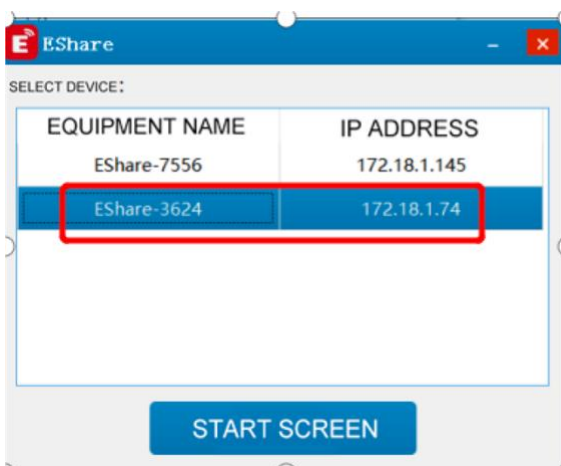 E EShare
SELECT DEVICE:
EQUIPMENT NAME IP ADDRESS
EShare-7556 172.18.1.145
EShare-3624 172.18.1.74
START SCREEN